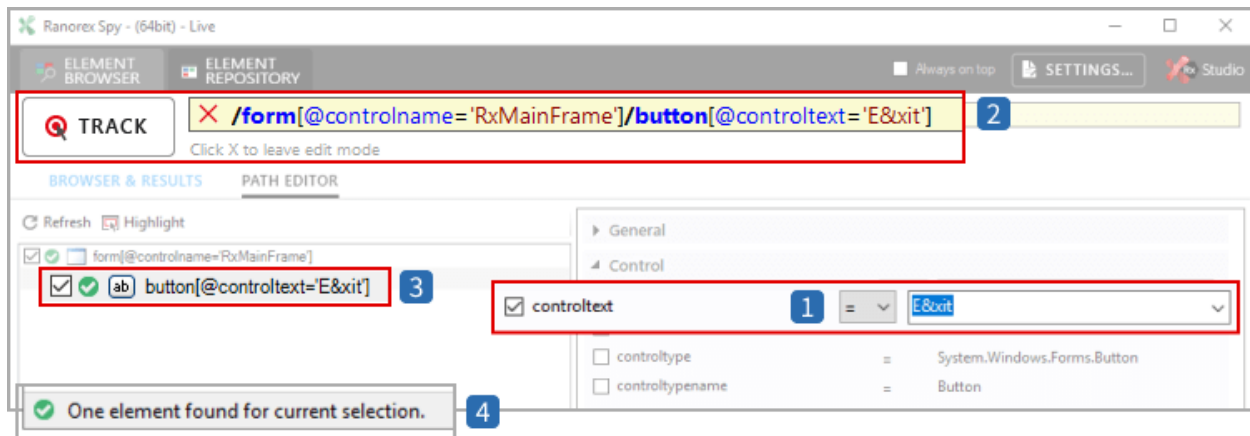 Ranorex Spy - (64bit) - Live
ELEMENT BROWSER
ELEMENT REPOSITORY
Always on top
SETTINGS...
Rx Studio
TRACK
/form[@controlname='RxMainFrame']/button[@controltext='E&xit']
2
Click X to leave edit mode
BROWSER & RESULTS
PATH EDITOR
Refresh
Highlight
General
form[@controlname='RxMainFrame']
Control
ab button[@controltext='E&xit']
3
controltext
1
=
E&xit
controltype = System.Windows.Forms.Button
controltypename = Button
One element found for current selection.
4